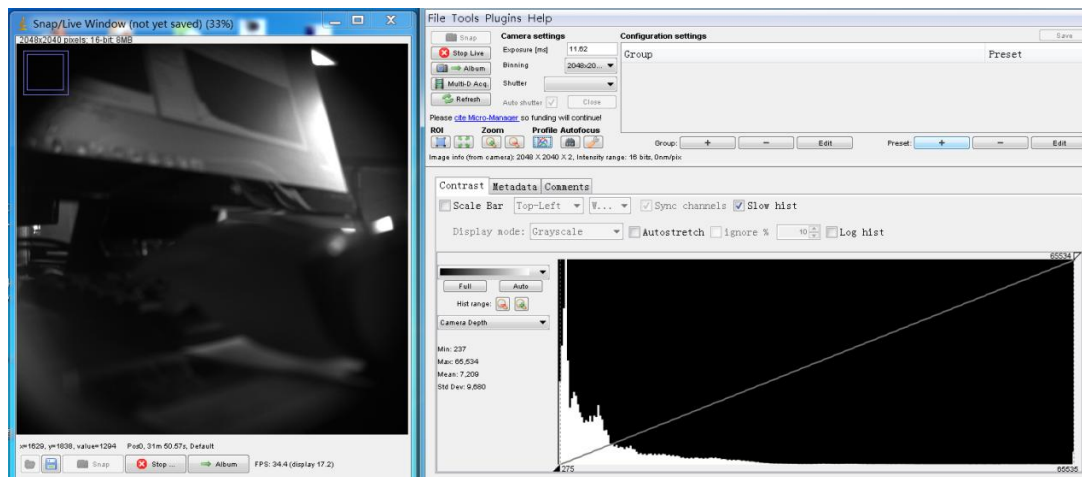 Snap/Live Window (not yet saved) (33%)
2048x2040 pixels; 16-bit; 8MB
x=1629, y=1838, value=1294 Pos0, 31m 50.57s, Default
Snap
Stop ...
Album
FPS: 34.4 (display 17.2)
File Tools Plugins Help
Snap
Stop Live
Album
Multi-D Acq.
Refresh
Camera settings
Exposure [ms] 11.62
Binning 2048x20...
Shutter
Auto shutter Close
Configuration settings
Save
Group Preset
Please cite Micro-Manager so funding will continue!
ROI Zoom Profile Autofocus
Group: + - Edit Preset: + - Edit
Image info (from camera): 2048 X 2040 X 2, Intensity range: 16 bits, 0nm/pix
Contrast Metadata Comments
Scale Bar Top-Left W... Sync channels Slow hist
Display mode: Grayscale Autostretch ignore % 10 Log hist
Full Auto
Hist range:
Camera Depth
Min: 237
Max: 65,534
Mean: 7,209
Std Dev: 9,680
65534
275
65535